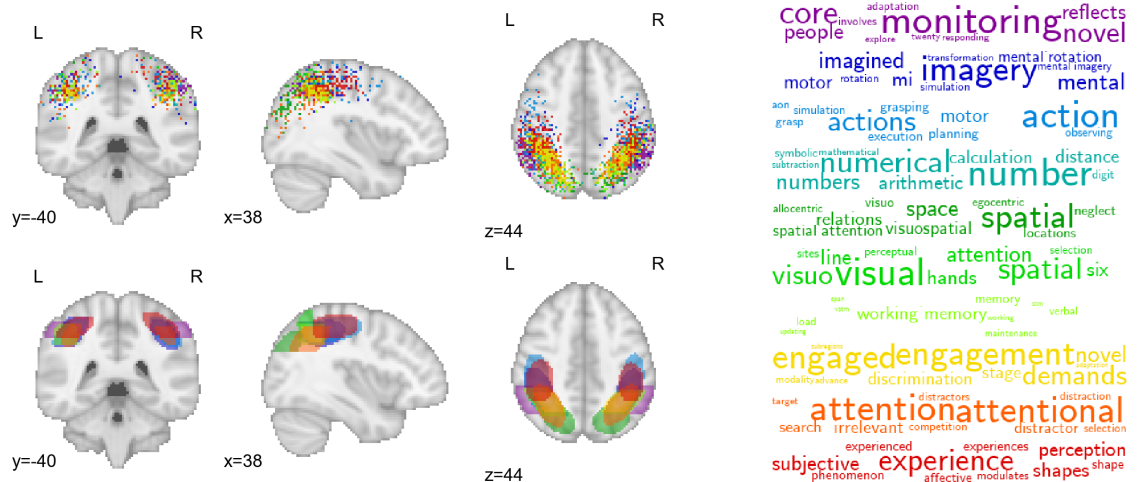 L R L R
y=-40 x=38 z=44
L R L R
y=-40 x=38 z=44
adaptation
core monitoring reflects
involves
people novel
explore twenty responding
transformation mental rotation
imagined imagery mental imagery
motor rotation mi mental
simulation
aon simulation grasping
grasp actions motor action
execution planning observing
symbolic mathematical
numerical calculation distance
subtraction
numbers arithmetic number digit
allocentric visuo egocentric
relations space spatial neglect
spatial attention visuospatial locations
sites line perceptual attention selection
visuo visual hands spatial six
span memory
working memory verbal
load working
updating maintenance
subregions
engaged engagement novel
adaptation
modality advance discrimination stage demands
target distractors distraction
attention attentional
search irrelevant competition distractor selection
experienced experiences perception
subjective experience shapes shape
phenomenon affective modulates